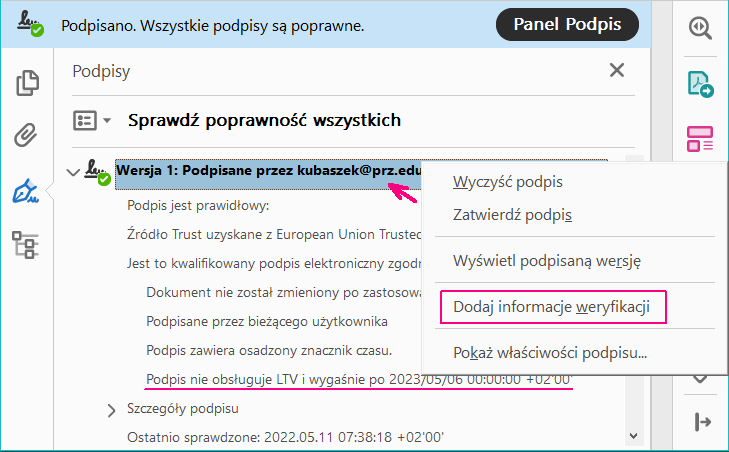 Podpisano. Wszystkie podpisy są poprawne.
Panel Podpis
Podpisy
Sprawdź poprawność wszystkich
Wersja 1: Podpisane przez kubaszek@prz.edu
Podpis jest prawidłowy:
Źródło Trust uzyskane z European Union Trusted
Jest to kwalifikowany podpis elektroniczny zgodn
Dokument nie został zmieniony po zastosowa
Podpisane przez bieżącego użytkownika
Podpis zawiera osadzony znacznik czasu.
Podpis nie obsługuje LTV i wygaśnie po 2023/05/06 00:00:00 +02'00'
Szczegóły podpisu
Ostatnio sprawdzone: 2022.05.11 07:38:18 +02'00'
Wyczyść podpis
Zatwierdź podpis
Wyświetl podpisaną wersję
Dodaj informacje weryfikacji
Pokaż właściwości podpisu...